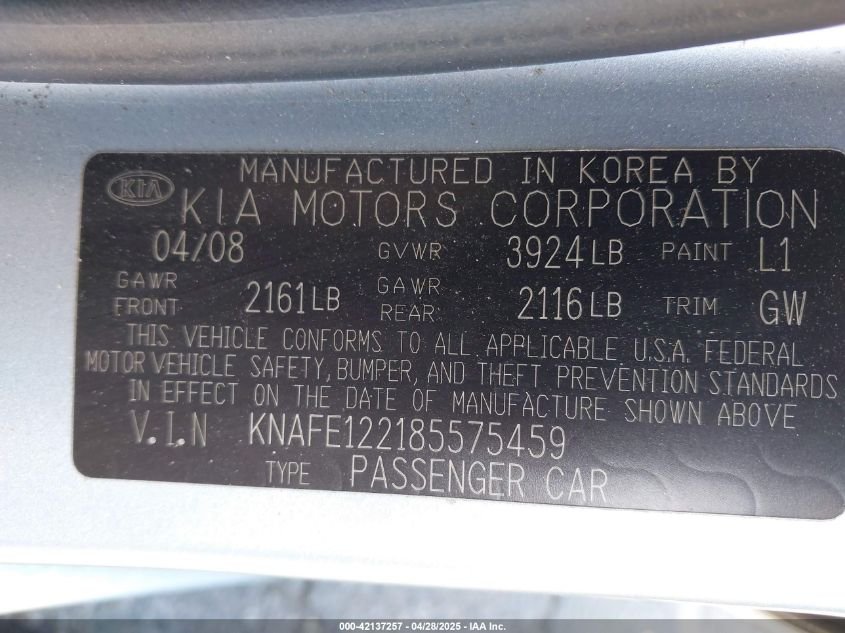 MANUFACTURED IN KOREA BY
KIA KIA MOTORS CORPORATION
04/08 GVWR 3924LB PAINT L1
GAWR FRONT 2161LB GAWR REAR 2116LB TRIM GW
THIS VEHICLE CONFORMS TO ALL APPLICABLE U.S.A. FEDERAL
MOTOR VEHICLE SAFETY, BUMPER, AND THEFT PREVENTION STANDARDS
IN EFFECT ON THE DATE OF MANUFACTURE SHOWN ABOVE
V.I.N KNAFE122185575459
TYPE PASSENGER CAR
000-42137257 - 04/28/2025 - IAA Inc.